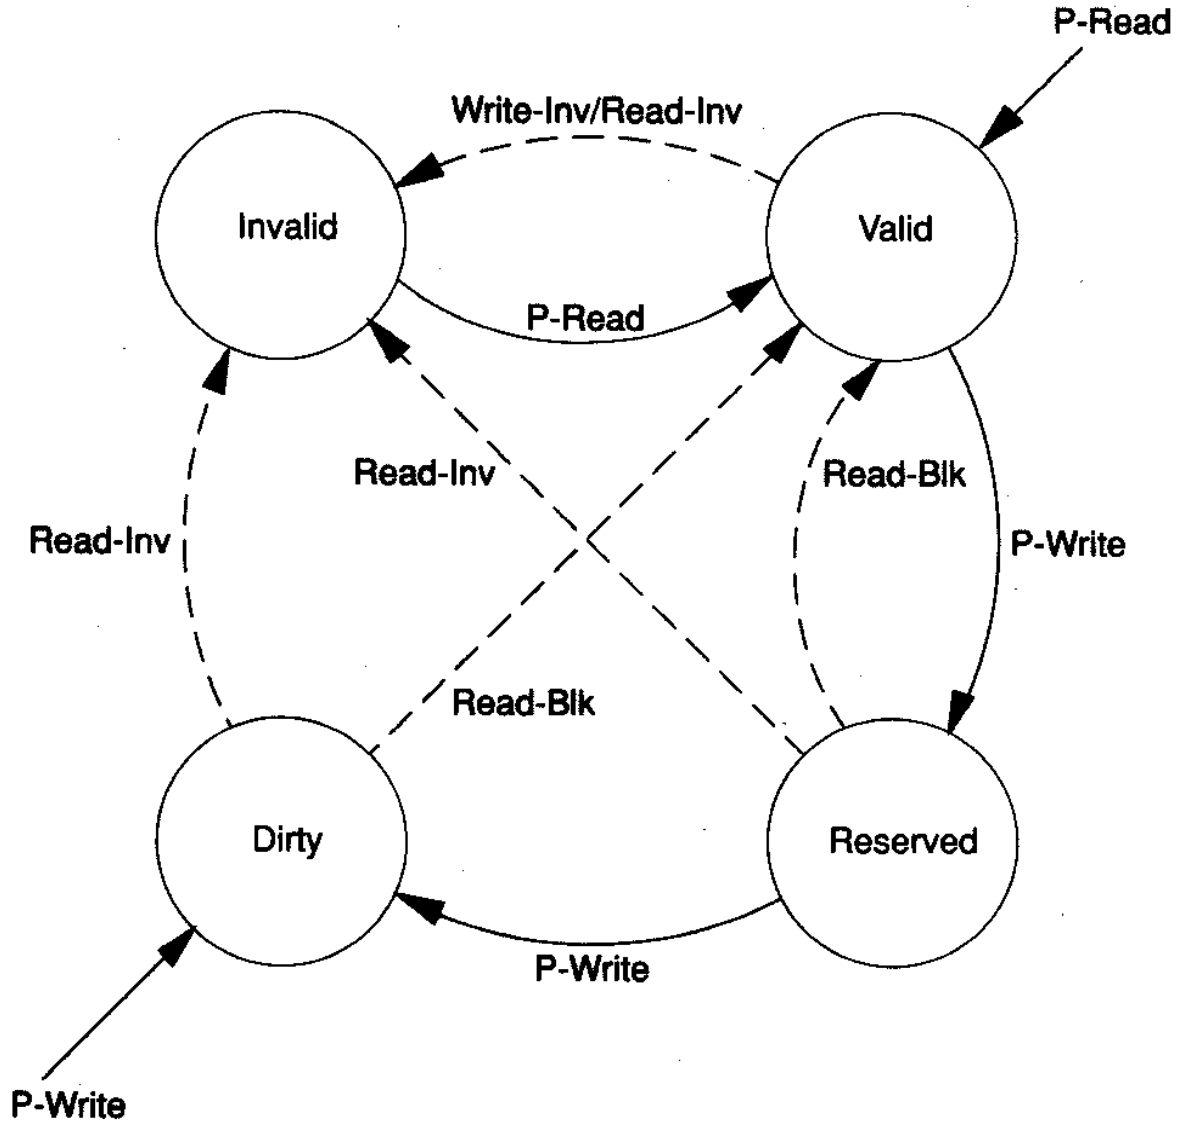 P-Read
Write-Inv/Read-Inv
Invalid
Valid
P-Read
Read-Inv
Read-Blk
Read-Inv
P-Write
Read-Blk
Dirty
Reserved
P-Write
P-Write